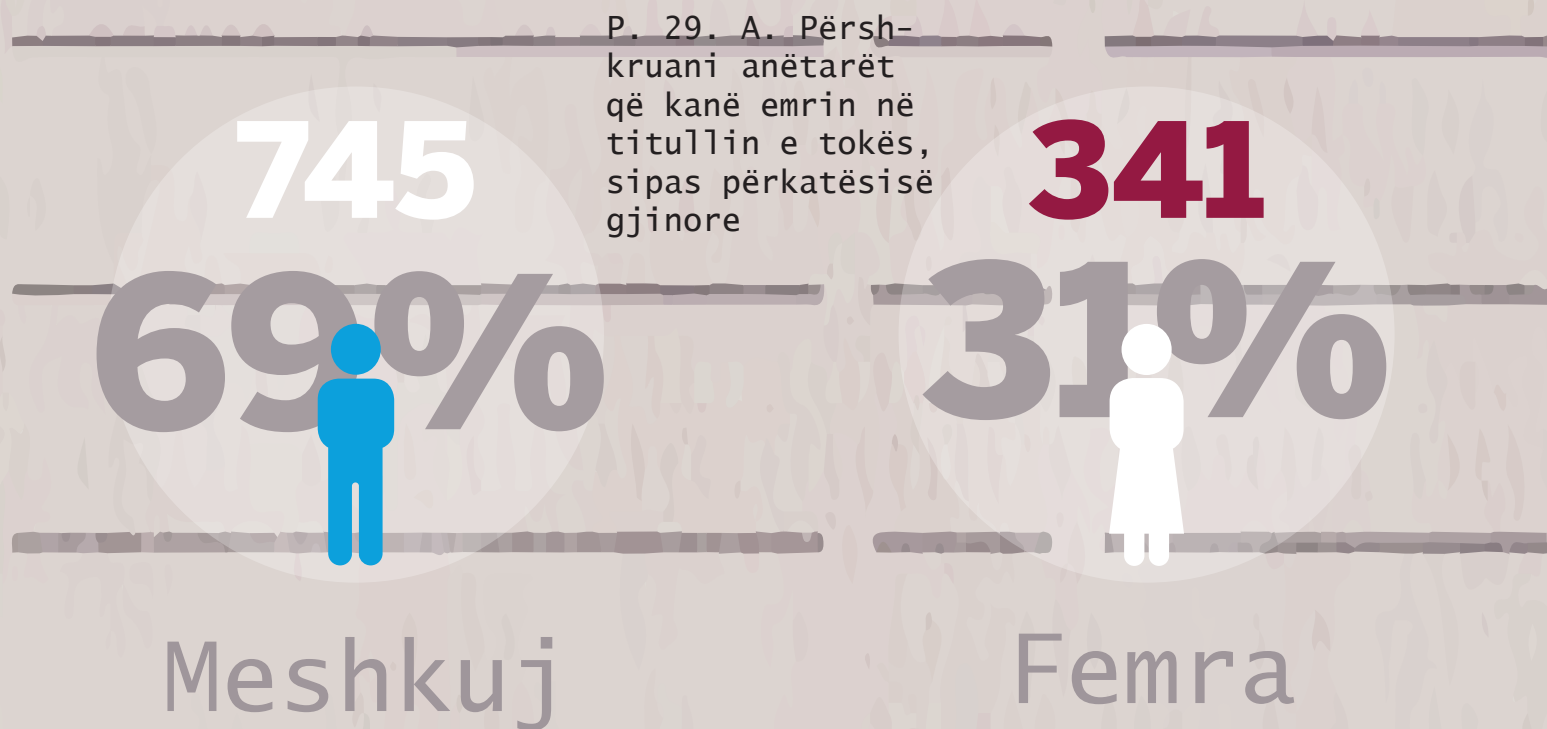 P. 29. A. Përsh-
kruani anëtarët
që kanë emrin në
titullin e tokës,
sipas përkatësisë
gjinore
745
69%
Meshkuj
341
31%
Femra